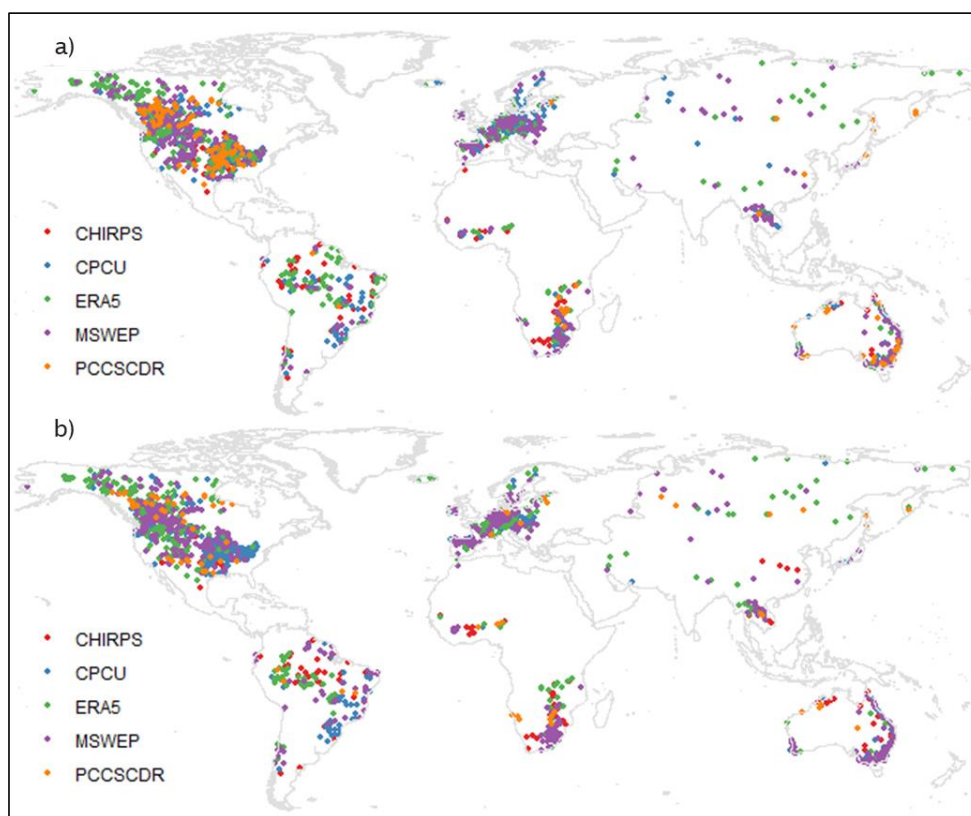 a)
CHIRPS
CPCU
ERA5
MSWEP
PCCSCDR
b)
CHIRPS
CPCU
ERA5
MSWEP
PCCSCDR